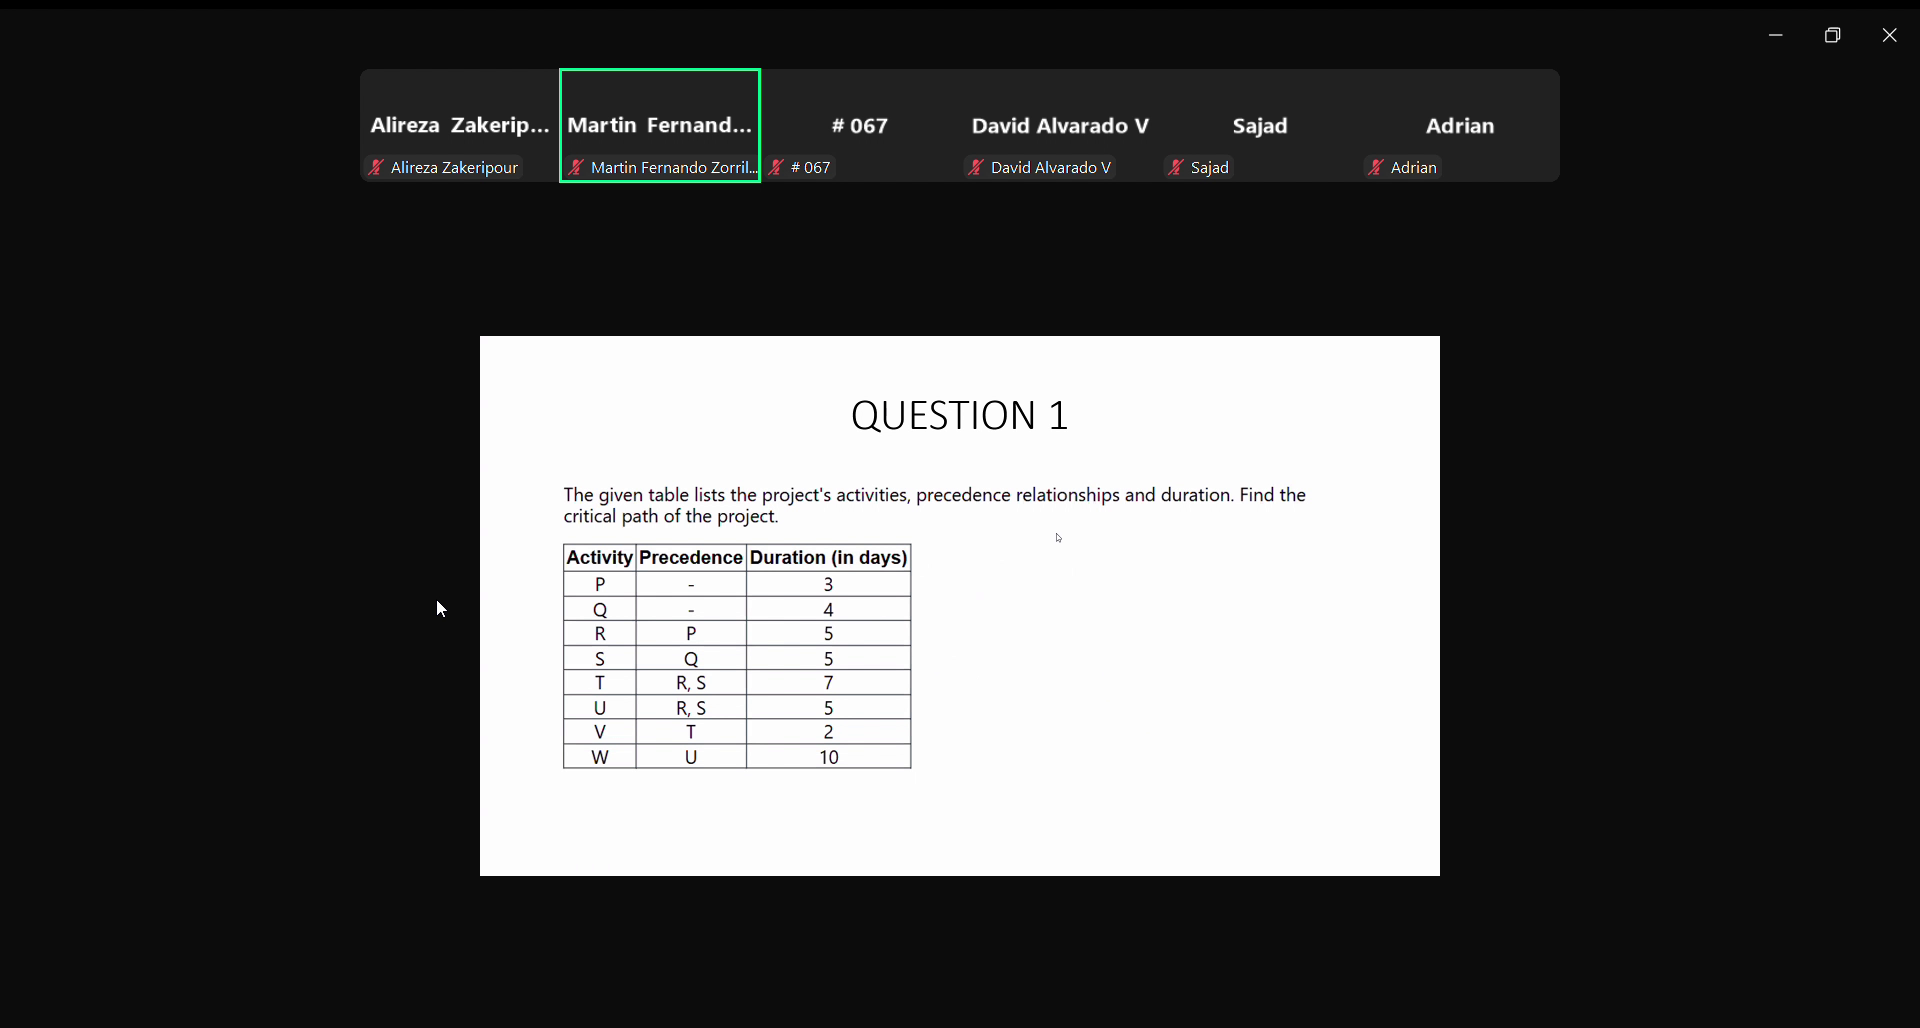 Alireza Zakerip... Martin Fernand... # 067 David Alvarado V Sajad Adrian
Alireza Zakeripour Martin Fernando Zorril... # 067 David Alvarado V Sajad Adrian
QUESTION 1
The given table lists the project's activities, precedence relationships and duration. Find the
critical path of the project.
Activity Precedence Duration (in days)
P - 3
Q - 4
R P 5
S Q 5
T R, S 7
U R, S 5
V T 2
W U 10